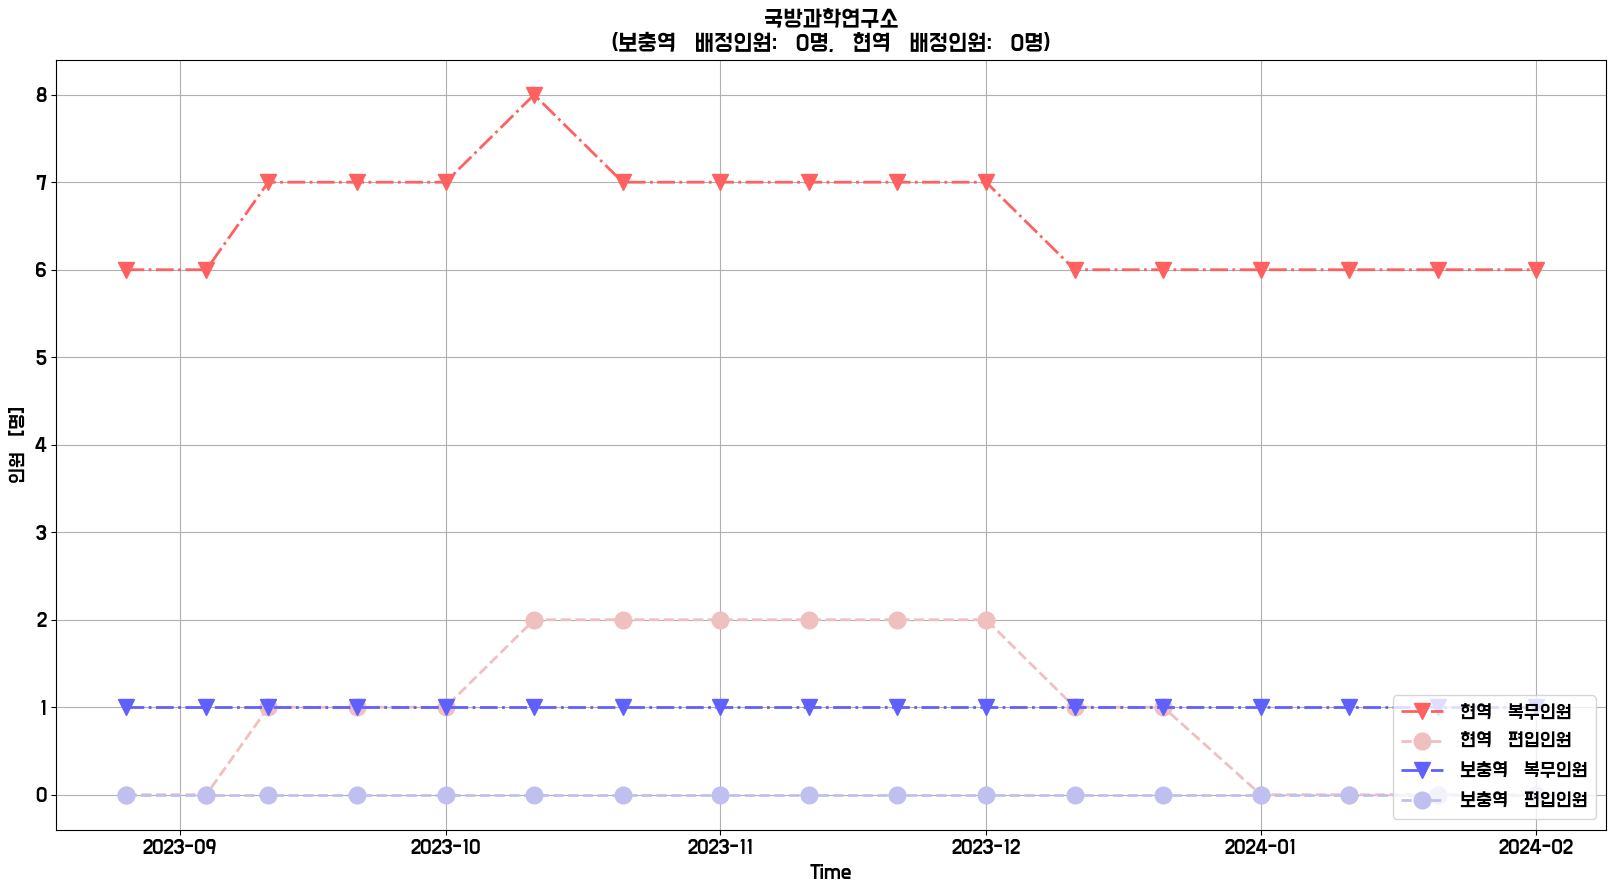 국방과학연구소
(보충역 배정인원: 0명, 현역 배정인원: 0명)
8
7
6
5
4
3
2
1
0
인원 [명]
2023-09
2023-10
2023-11
2023-12
2024-01
2024-02
Time
현역 복무인원
현역 편입인원
보충역 복무인원
보충역 편입인원